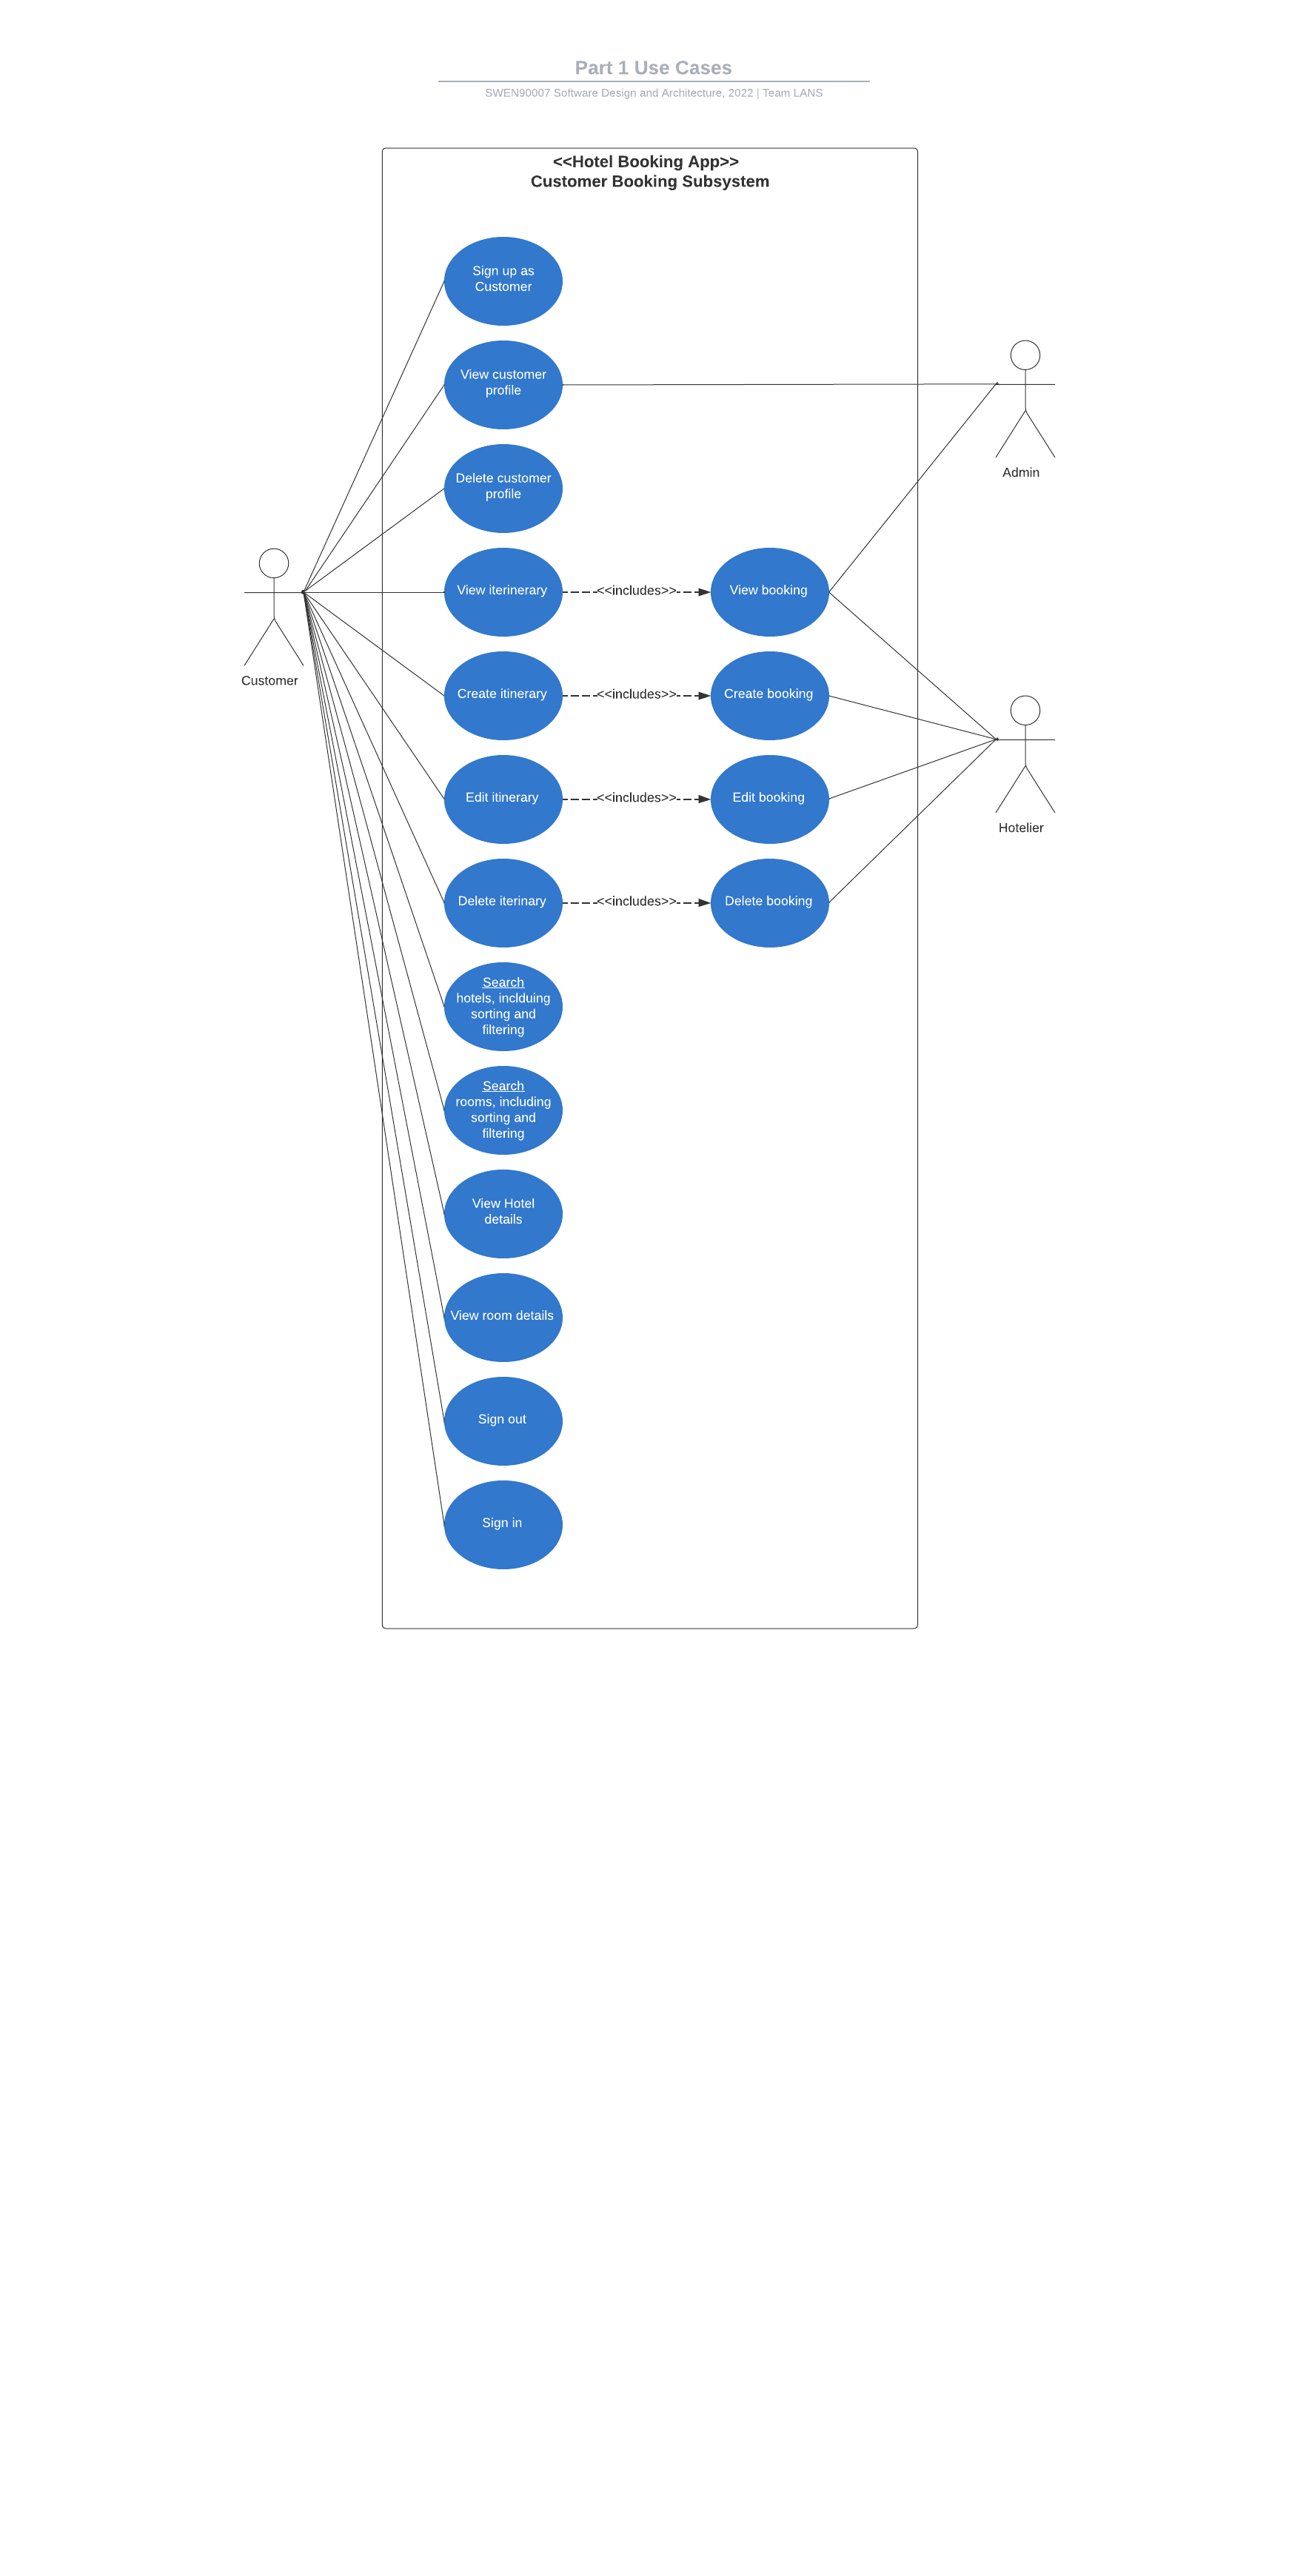 Part 1 Use Cases
SWEN90007 Software Design and Architecture, 2022 | Team LANS
<<Hotel Booking App>>
Customer Booking Subsystem
Sign up as
Customer
View customer
profile
Admin
Delete customer
profile
Customer
View iterinerary
<<includes>>
View booking
Create itinerary
<<includes>>
Create booking
Hotelier
Edit itinerary
<<includes>>
Edit booking
Delete iterinary
<<includes>>
Delete booking
Search
hotels, inclduing
sorting and
filtering
Search
rooms, including
sorting and
filtering
View Hotel
details
View room details
Sign out
Sign in